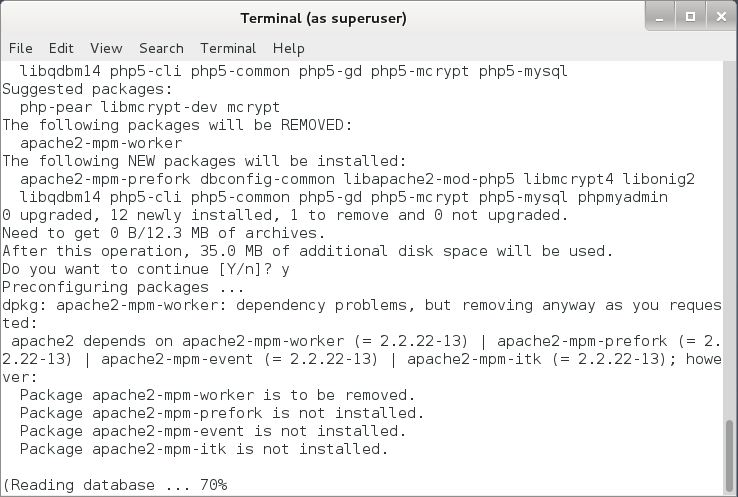 Terminal (as superuser)
File Edit View Search Terminal Help
libqdbm14 php5-cli php5-common php5-gd php5-mcrypt php5-mysql
Suggested packages:
php-pear libmcrypt-dev mcrypt
The following packages will be REMOVED:
apache2-mpm-worker
The following NEW packages will be installed:
apache2-mpm-prefork dbconfig-common libapache2-mod-php5 libmcrypt4 libonig2
libqdbm14 php5-cli php5-common php5-gd php5-mcrypt php5-mysql phpmyadmin
0 upgraded, 12 newly installed, 1 to remove and 0 not upgraded.
Need to get 0 B/12.3 MB of archives.
After this operation, 35.0 MB of additional disk space will be used.
Do you want to continue [Y/n]? y
Preconfiguring packages ...
dpkg: apache2-mpm-worker: dependency problems, but removing anyway as you reques
ted:
apache2 depends on apache2-mpm-worker (= 2.2.22-13) | apache2-mpm-prefork (= 2.
2.22-13) | apache2-mpm-event (= 2.2.22-13) | apache2-mpm-itk (= 2.2.22-13); howe
ver:
Package apache2-mpm-worker is to be removed.
Package apache2-mpm-prefork is not installed.
Package apache2-mpm-event is not installed.
Package apache2-mpm-itk is not installed.
(Reading database ... 70%